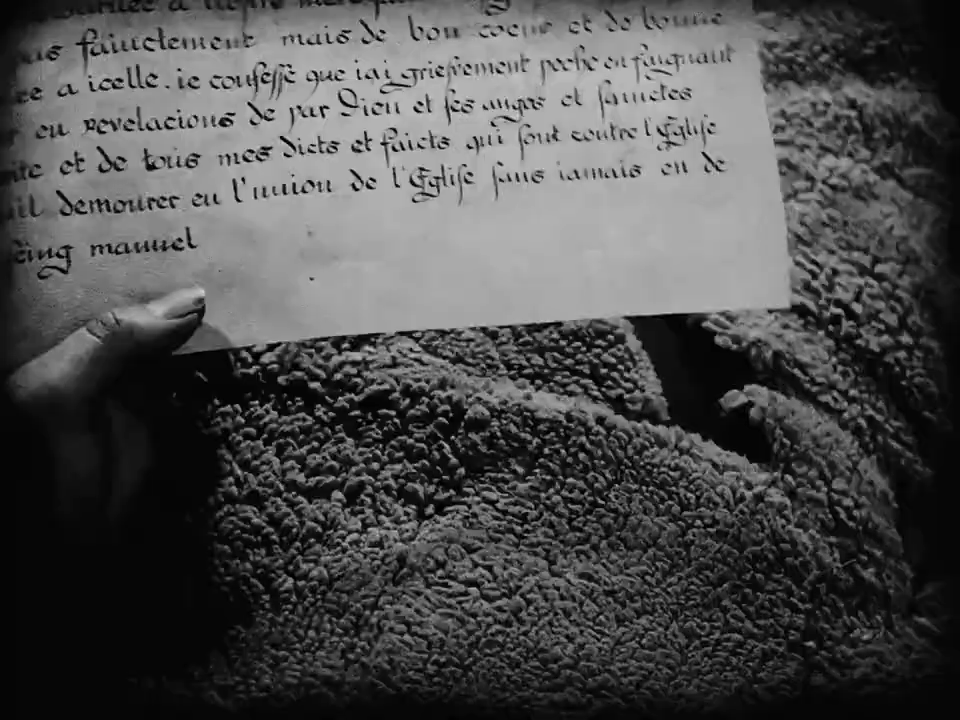 fainctement mais de bon coeur et de bonne
a icelle. ie confesse que iai griefvement peche en faignant
en revelacions de par Dieu et ses anges et sainctes
et de tous mes dicts et faicts qui sont contre l'Eglise
demourer en l'union de l'Eglise sans iamais en de
manuel